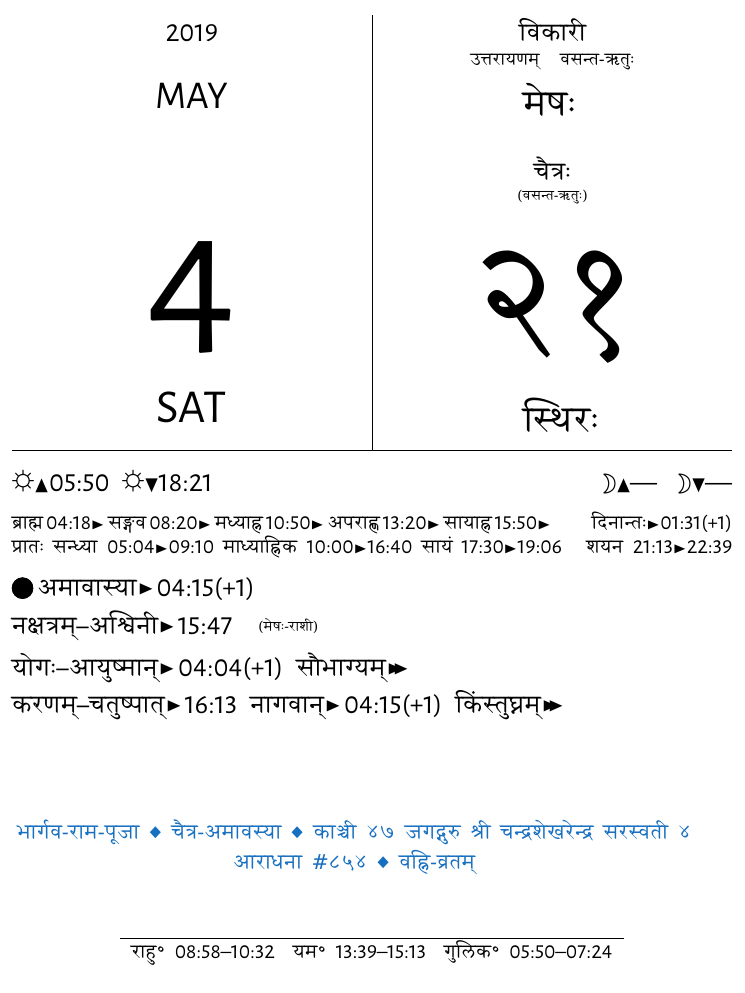 2019
MAY
4
SAT
विकारी
उत्तरायणम् वसन्त-ऋतुः
मेषः
चैत्रः
(वसन्त-ऋतुः)
२१
स्थिरः
☼▲05:50 ☼▼18:21 ☽▲— ☽▼—
ब्राह्म 04:18► सङ्गव 08:20► मध्याह्न 10:50► अपराह्ण 13:20► सायाह्न 15:50► दिनान्तः►01:31(+1)
प्रातः सन्ध्या 05:04►09:10 माध्याह्निक 10:00►16:40 सायं 17:30►19:06 शयन 21:13►22:39
● अमावास्या► 04:15(+1)
नक्षत्रम्–अश्विनी► 15:47 (मेषः-राशी)
योगः–आयुष्मान्► 04:04(+1) सौभाग्यम्►►
करणम्–चतुष्पात्► 16:13 नागवान्► 04:15(+1) किंस्तुघ्नम्►►
भार्गव-राम-पूजा ◆ चैत्र-अमावस्या ◆ काञ्ची ४७ जगद्गुरु श्री चन्द्रशेखरेन्द्र सरस्वती ४
आराधना #८५४ ◆ वह्नि-व्रतम्
राहु॰ 08:58–10:32 यम॰ 13:39–15:13 गुलिक॰ 05:50–07:24